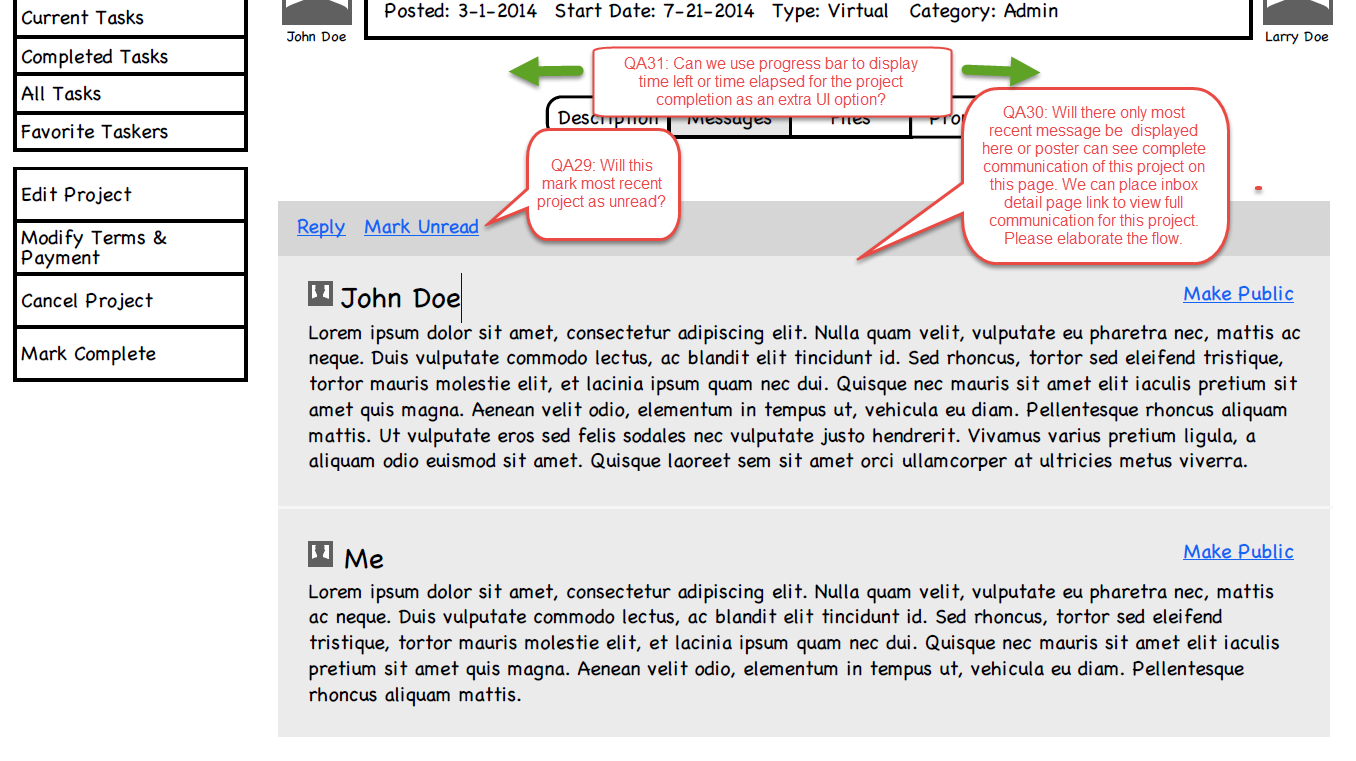 Current Tasks
Completed Tasks
All Tasks
Favorite Taskers
Edit Project
Modify Terms &
Payment
Cancel Project
Mark Complete
John Doe
Posted: 3-1-2014 Start Date: 7-21-2014 Type: Virtual Category: Admin
Larry Doe
QA31: Can we use progress bar to display
time left or time elapsed for the project
completion as an extra UI option?
Description Messages Files
QA29: Will this
mark most recent
project as unread?
QA30: Will there only most
recent message be displayed
here or poster can see complete
communication of this project on
this page. We can place inbox
detail page link to view full
communication for this project.
Please elaborate the flow.
Reply Mark Unread
John Doe
Make Public
Lorem ipsum dolor sit amet, consectetur adipiscing elit. Nulla quam velit, vulputate eu pharetra nec, mattis ac
neque. Duis vulputate commodo lectus, ac blandit elit tincidunt id. Sed rhoncus, tortor sed eleifend tristique,
tortor mauris molestie elit, et lacinia ipsum quam nec dui. Quisque nec mauris sit amet elit iaculis pretium sit
amet quis magna. Aenean velit odio, elementum in tempus ut, vehicula eu diam. Pellentesque rhoncus aliquam
mattis. Ut vulputate eros sed felis sodales nec vulputate justo hendrerit. Vivamus varius pretium ligula, a
aliquam odio euismod sit amet. Quisque laoreet sem sit amet orci ullamcorper at ultricies metus viverra.
Me
Make Public
Lorem ipsum dolor sit amet, consectetur adipiscing elit. Nulla quam velit, vulputate eu pharetra nec, mattis
ac neque. Duis vulputate commodo lectus, ac blandit elit tincidunt id. Sed rhoncus, tortor sed eleifend
tristique, tortor mauris molestie elit, et lacinia ipsum quam nec dui. Quisque nec mauris sit amet elit iaculis
pretium sit amet quis magna. Aenean velit odio, elementum in tempus ut, vehicula eu diam. Pellentesque
rhoncus aliquam mattis.